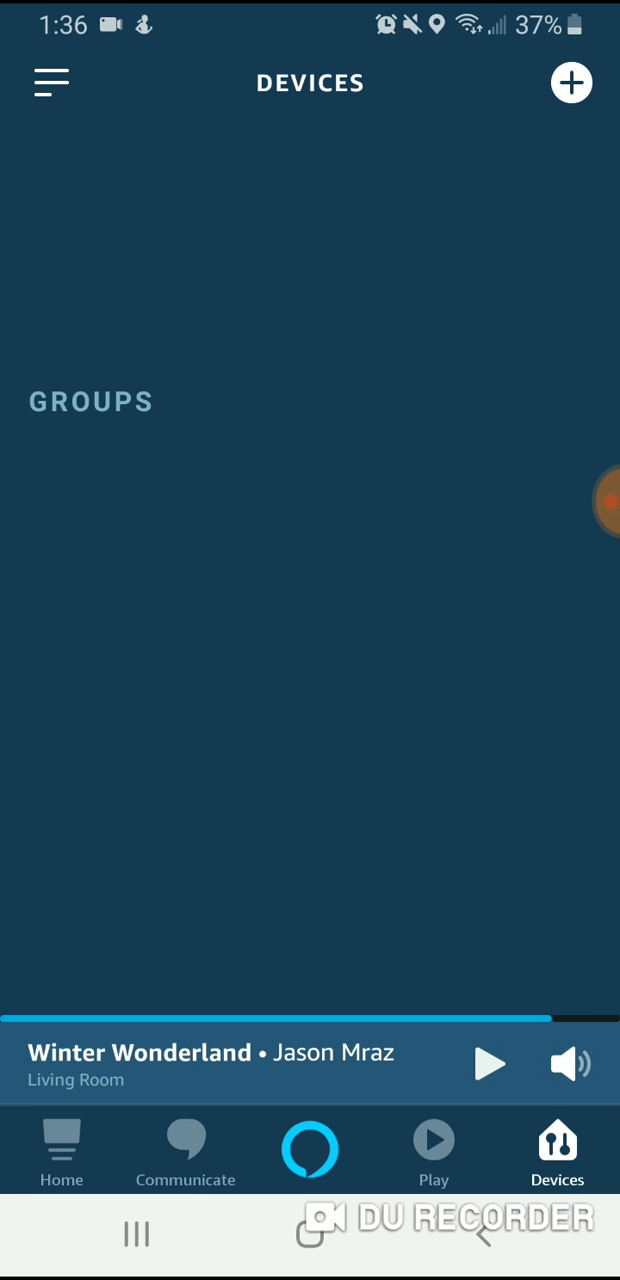 1:36 37%
DEVICES
GROUPS
Winter Wonderland • Jason Mraz
Living Room
Home Communicate Play Devices
DU RECORDER